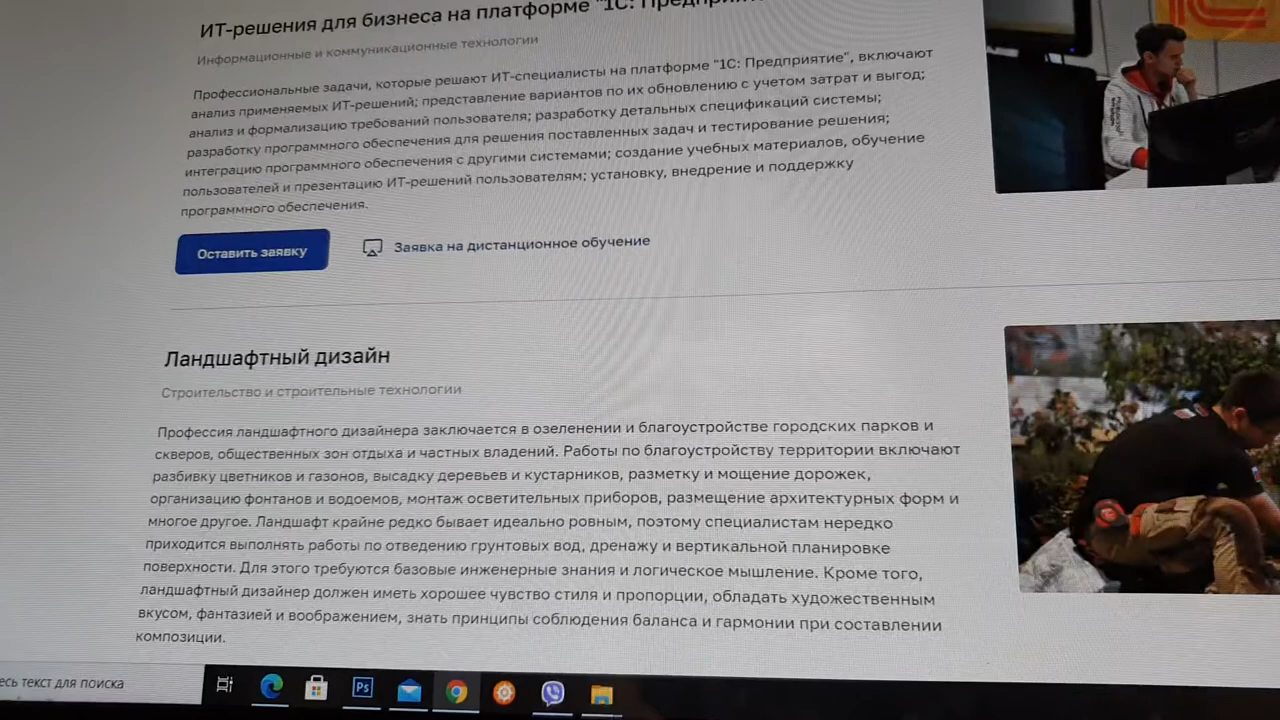 ИТ-решения для бизнеса на платформе "1С:
Информационные и коммуникационные технологии
Профессиональные задачи, которые решают ИТ-специалисты на платформе "1С: Предприятие", включают
анализ применяемых ИТ-решений; представление вариантов по их обновлению с учетом затрат и выгод;
анализ и формализацию требований пользователя; разработку детальных спецификаций системы;
разработку программного обеспечения для решения поставленных задач и тестирование решения;
интеграцию программного обеспечения с другими системами; создание учебных материалов, обучение
пользователей и презентацию ИТ-решений пользователям; установку, внедрение и поддержку
программного обеспечения.
Оставить заявку
Заявка на дистанционное обучение
Ландшафтный дизайн
Строительство и строительные технологии
Профессия ландшафтного дизайнера заключается в озеленении и благоустройстве городских парков и
скверов, общественных зон отдыха и частных владений. Работы по благоустройству территории включают
разбивку цветников и газонов, высадку деревьев и кустарников, разметку и мощение дорожек,
организацию фонтанов и водоемов, монтаж осветительных приборов, размещение архитектурных форм и
многое другое. Ландшафт крайне редко бывает идеально ровным, поэтому специалистам нередко
приходится выполнять работы по отведению грунтовых вод, дренажу и вертикальной планировке
поверхности. Для этого требуются базовые инженерные знания и логическое мышление. Кроме того,
ландшафтный дизайнер должен иметь хорошее чувство стиля и пропорции, обладать художественным
вкусом, фантазией и воображением, знать принципы соблюдения баланса и гармонии при составлении
композиции.
есь текст для поиска
Ps